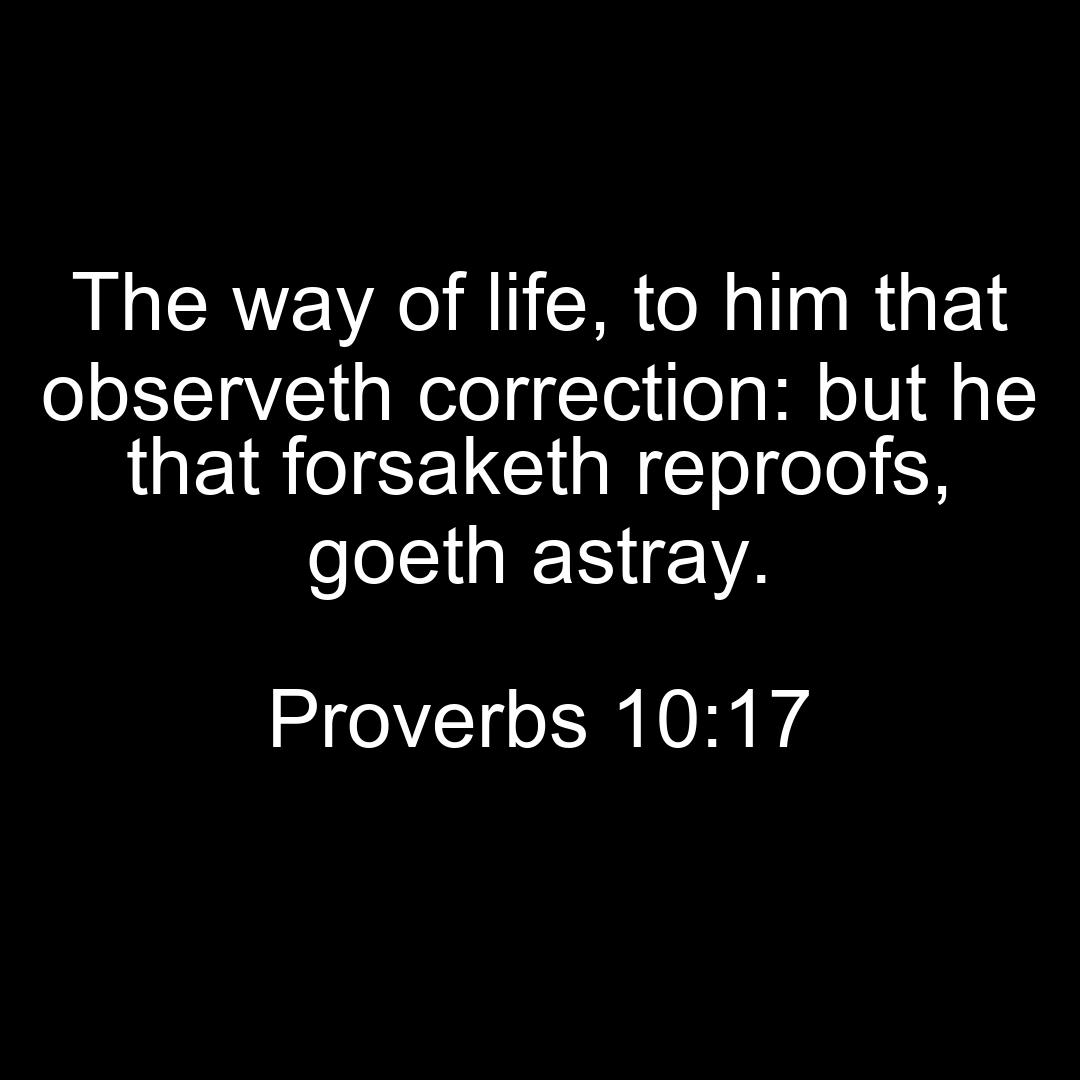 The way of life, to him that
observeth correction: but he
that forsaketh reproofs,
goeth astray.
Proverbs 10:17